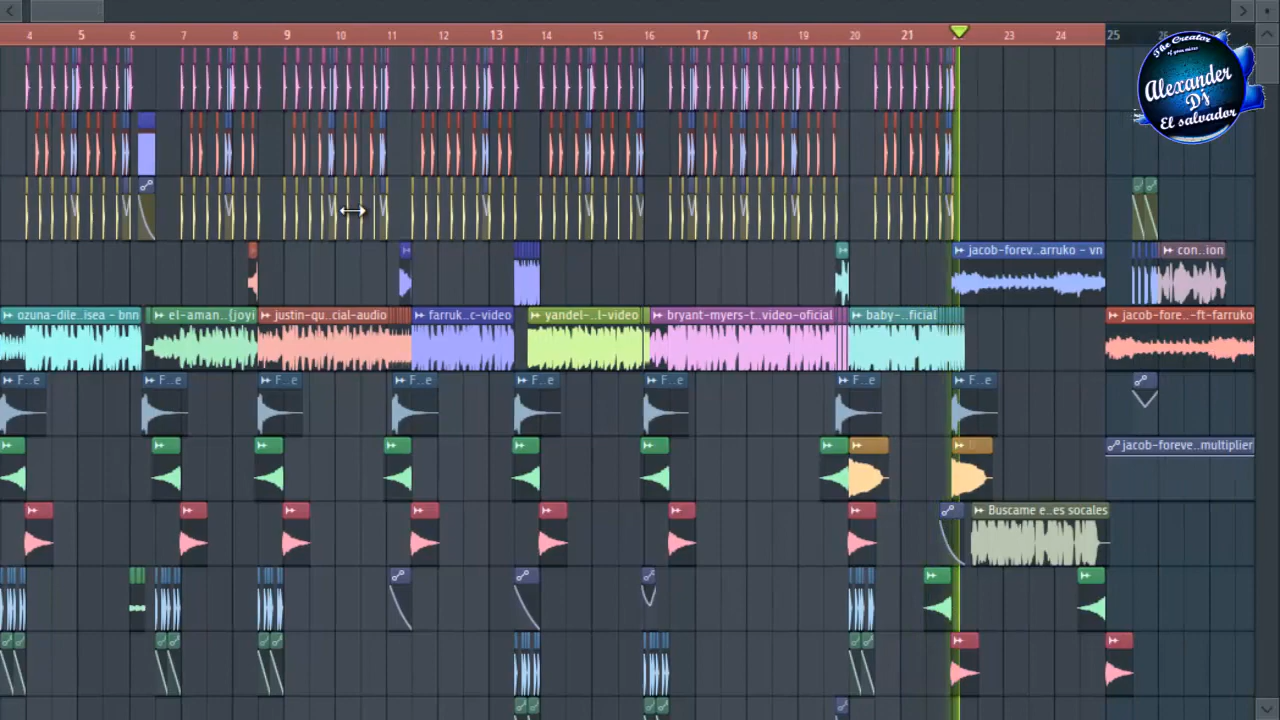 4 5 6 7 8 9 10 11 12 13 14 15 16 17 18 19 20 21 23 24 25
The Creator
of your mixes
Alexander
Dj
El salvador
jacob-forev..arruko - vn
con..ion
ozuna-dile..isea - bnn
el-aman..{joyi
justin-qu..cial-audio
farruk..c-video
yandel-..l-video
bryant-myers-t..video-oficial
baby-..ficial
jacob-fore..-ft-farruko
F..e F..e F..e F..e F..e F..e F..e F..e
jacob-foreve..multiplier
Buscame e..es socales